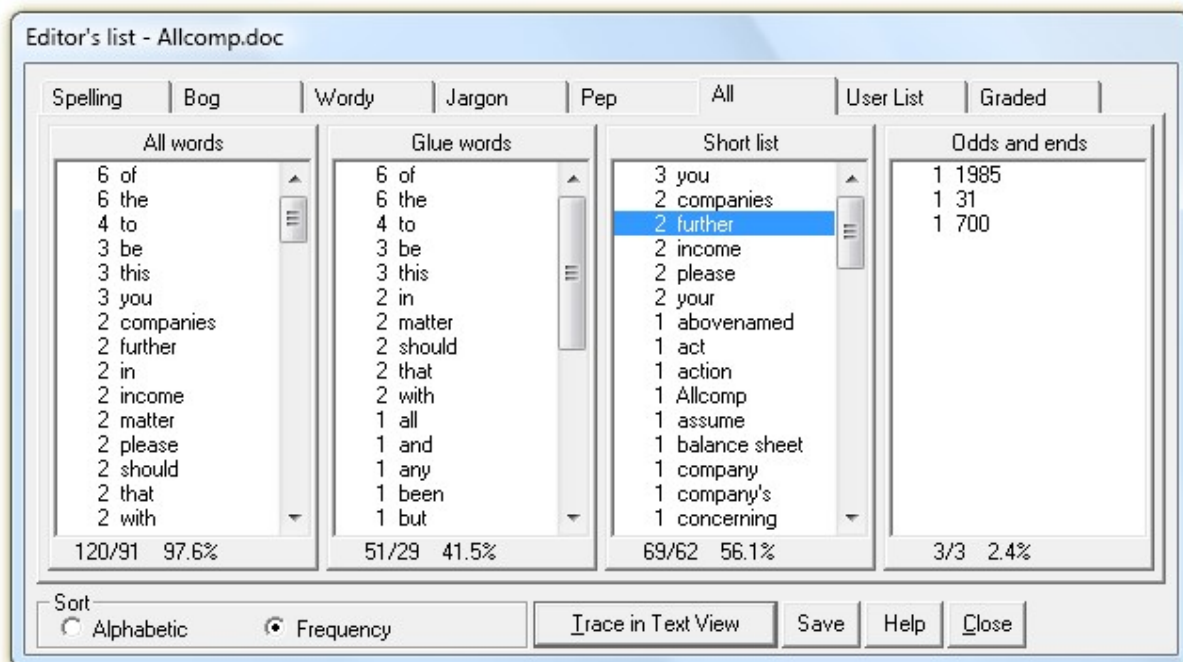 Editor's list - Allcomp.doc
Spelling Bog Wordy Jargon Pep All User List Graded
All words
6 of
6 the
4 to
3 be
3 this
3 you
2 companies
2 further
2 in
2 income
2 matter
2 please
2 should
2 that
2 with
120/91 97.6%
Glue words
6 of
6 the
4 to
3 be
3 this
2 in
2 matter
2 should
2 that
2 with
1 all
1 and
1 any
1 been
1 but
51/29 41.5%
Short list
3 you
2 companies
2 further
2 income
2 please
2 your
1 abovenamed
1 act
1 action
1 Allcomp
1 assume
1 balance sheet
1 company
1 company's
1 concerning
69/62 56.1%
Odds and ends
1 1985
1 31
1 700
3/3 2.4%
Sort
Alphabetic Frequency
Trace in Text View Save Help Close